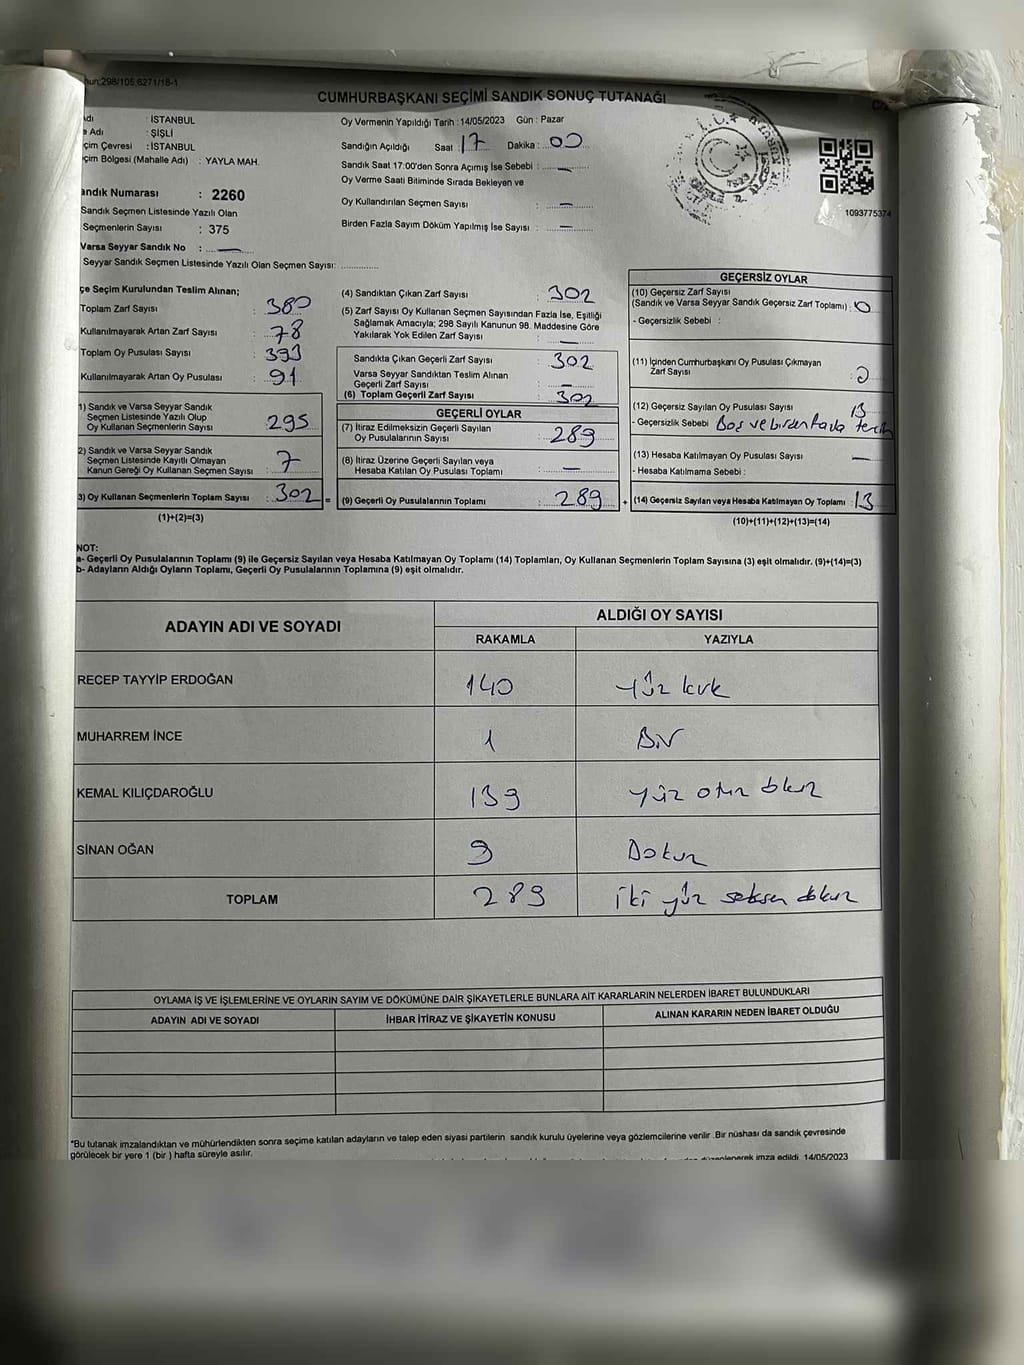 298/105,6271/18-1
CUMHURBAŞKANI SEÇİMİ SANDIK SONUÇ TUTANAĞI
: İSTANBUL
Adı : ŞİŞLİ
Çevresi : İSTANBUL
Bölgesi (Mahalle Adı) : YAYLA MAH.
Sandık Numarası : 2260
Sandık Seçmen Listesinde Yazılı Olan
Seçmenlerin Sayısı : 375
Varsa Seyyar Sandık No : —
Seyyar Sandık Seçmen Listesinde Yazılı Olan Seçmen Sayısı: ..............
Oy Vermenin Yapıldığı Tarih : 14/05/2023 Gün : Pazar
Sandığın Açıldığı Saat : 17 Dakika : 00
Sandık Saat 17:00'den Sonra Açılmış İse Sebebi : —
Oy Verme Saati Bitiminde Sırada Bekleyen ve
Oy Kullandırılan Seçmen Sayısı : —
Birden Fazla Sayım Döküm Yapılmış İse Sayısı : —
1093775374
Seçim Kurulundan Teslim Alınan;
Toplam Zarf Sayısı : 380
Kullanılmayarak Artan Zarf Sayısı : 78
Toplam Oy Pusulası Sayısı : 393
Kullanılmayarak Artan Oy Pusulası : 91
1) Sandık ve Varsa Seyyar Sandık
Seçmen Listesinde Yazılı Olup
Oy Kullanan Seçmenlerin Sayısı : 295
2) Sandık ve Varsa Seyyar Sandık
Seçmen Listesinde Kayıtlı Olmayan
Kanun Gereği Oy Kullanan Seçmen Sayısı : 7
3) Oy Kullanan Seçmenlerin Toplam Sayısı : 302 =
(1)+(2)=(3)
(4) Sandıktan Çıkan Zarf Sayısı : 302
(5) Zarf Sayısı Oy Kullanan Seçmen Sayısından Fazla İse, Eşitliği
Sağlamak Amacıyla; 298 Sayılı Kanunun 98. Maddesine Göre
Yakılarak Yok Edilen Zarf Sayısı : —
Sandıkta Çıkan Geçerli Zarf Sayısı : 302
Varsa Seyyar Sandıktan Teslim Alınan
Geçerli Zarf Sayısı : —
(6) Toplam Geçerli Zarf Sayısı : 302
GEÇERLİ OYLAR
(7) İtiraz Edilmeksizin Geçerli Sayılan
Oy Pusulalarının Sayısı : 289
(8) İtiraz Üzerine Geçerli Sayılan veya
Hesaba Katılan Oy Pusulası Toplamı : —
(9) Geçerli Oy Pusulalarının Toplamı : 289 +
GEÇERSİZ OYLAR
(10) Geçersiz Zarf Sayısı
(Sandık ve Varsa Seyyar Sandık Geçersiz Zarf Toplamı) : 0
- Geçersizlik Sebebi :
(11) İçinden Cumhurbaşkanı Oy Pusulası Çıkmayan
Zarf Sayısı : 0
(12) Geçersiz Sayılan Oy Pusulası Sayısı 13
- Geçersizlik Sebebi Boş ve birden fazla tercih
(13) Hesaba Katılmayan Oy Pusulası Sayısı —
- Hesaba Katılmama Sebebi :
(14) Geçersiz Sayılan veya Hesaba Katılmayan Oy Toplamı : 13
(10)+(11)+(12)+(13)=(14)
NOT:
a- Geçerli Oy Pusulalarının Toplamı (9) ile Geçersiz Sayılan veya Hesaba Katılmayan Oy Toplamı (14) Toplamları, Oy Kullanan Seçmenlerin Toplam Sayısına (3) eşit olmalıdır. (9)+(14)=(3)
b- Adayların Aldığı Oyların Toplamı, Geçerli Oy Pusulalarının Toplamına (9) eşit olmalıdır.
ADAYIN ADI VE SOYADI
ALDIĞI OY SAYISI
RAKAMLA YAZIYLA
RECEP TAYYİP ERDOĞAN 140 yüz kırk
MUHARREM İNCE 1 Bir
KEMAL KILIÇDAROĞLU 139 yüz otuz dokuz
SİNAN OĞAN 9 Dokuz
TOPLAM 289 iki yüz seksen dokuz
OYLAMA İŞ VE İŞLEMLERİNE VE OYLARIN SAYIM VE DÖKÜMÜNE DAİR ŞİKAYETLERLE BUNLARA AİT KARARLARIN NELERDEN İBARET BULUNDUKLARI
ADAYIN ADI VE SOYADI İHBAR İTİRAZ VE ŞİKAYETİN KONUSU ALINAN KARARIN NEDEN İBARET OLDUĞU
*Bu tutanak imzalandıktan ve mühürlendikten sonra seçime katılan adayların ve talep eden siyasi partilerin sandık kurulu üyelerine veya gözlemcilerine verilir. Bir nüshası da sandık çevresinde
görülecek bir yere 1 (bir ) hafta süreyle asılır.
düzenlenerek imza edildi. 14/05/2023